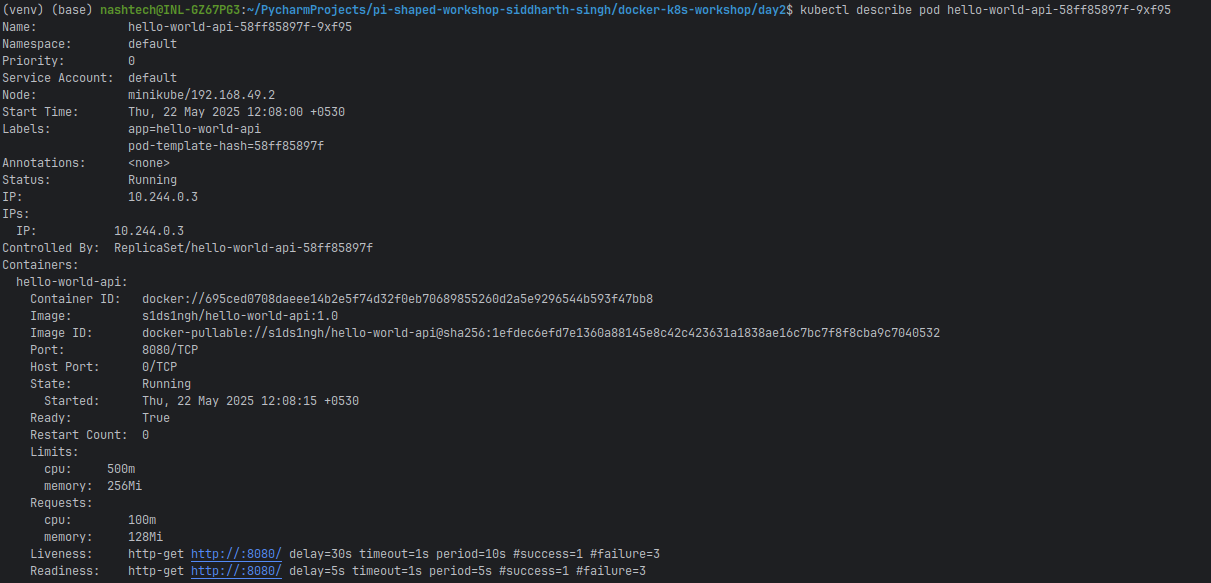 (venv) (base) nashtech@INL-GZ67PG3:~/PycharmProjects/pi-shaped-workshop-siddharth-singh/docker-k8s-workshop/day2$ kubectl describe pod hello-world-api-58ff85897f-9xf95
Name:             hello-world-api-58ff85897f-9xf95
Namespace:        default
Priority:         0
Service Account:  default
Node:             minikube/192.168.49.2
Start Time:       Thu, 22 May 2025 12:08:00 +0530
Labels:           app=hello-world-api
                  pod-template-hash=58ff85897f
Annotations:      <none>
Status:           Running
IP:               10.244.0.3
IPs:
  IP:           10.244.0.3
Controlled By:  ReplicaSet/hello-world-api-58ff85897f
Containers:
  hello-world-api:
    Container ID:   docker://695ced0708daeee14b2e5f74d32f0eb70689855260d2a5e9296544b593f47bb8
    Image:          s1ds1ngh/hello-world-api:1.0
    Image ID:       docker-pullable://s1ds1ngh/hello-world-api@sha256:1efdec6efd7e1360a88145e8c42c423631a1838ae16c7bc7f8f8cba9c7040532
    Port:           8080/TCP
    Host Port:      0/TCP
    State:          Running
      Started:      Thu, 22 May 2025 12:08:15 +0530
    Ready:          True
    Restart Count:  0
    Limits:
      cpu:     500m
      memory:  256Mi
    Requests:
      cpu:        100m
      memory:     128Mi
    Liveness:     http-get http://:8080/ delay=30s timeout=1s period=10s #success=1 #failure=3
    Readiness:    http-get http://:8080/ delay=5s timeout=1s period=5s #success=1 #failure=3